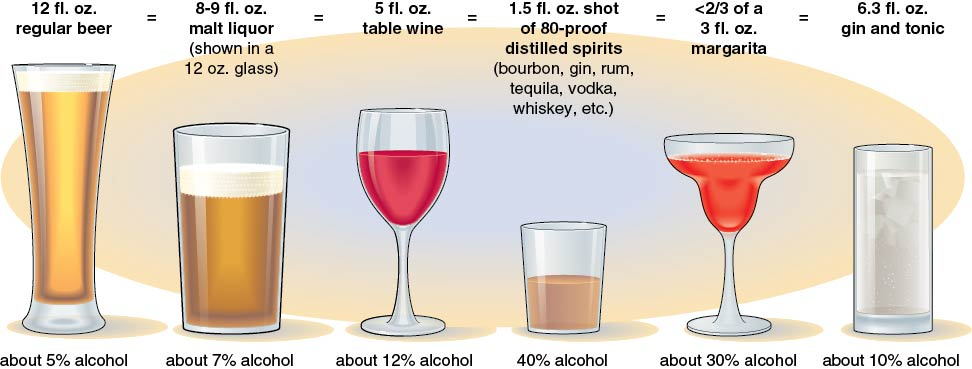 12 fl. oz.
regular beer
=
8-9 fl. oz.
malt liquor
(shown in a
12 oz. glass)
=
5 fl. oz.
table wine
=
1.5 fl. oz. shot
of 80-proof
distilled spirits
(bourbon, gin, rum,
tequila, vodka,
whiskey, etc.)
=
<2/3 of a
3 fl. oz.
margarita
=
6.3 fl. oz.
gin and tonic
about 5% alcohol
about 7% alcohol
about 12% alcohol
40% alcohol
about 30% alcohol
about 10% alcohol